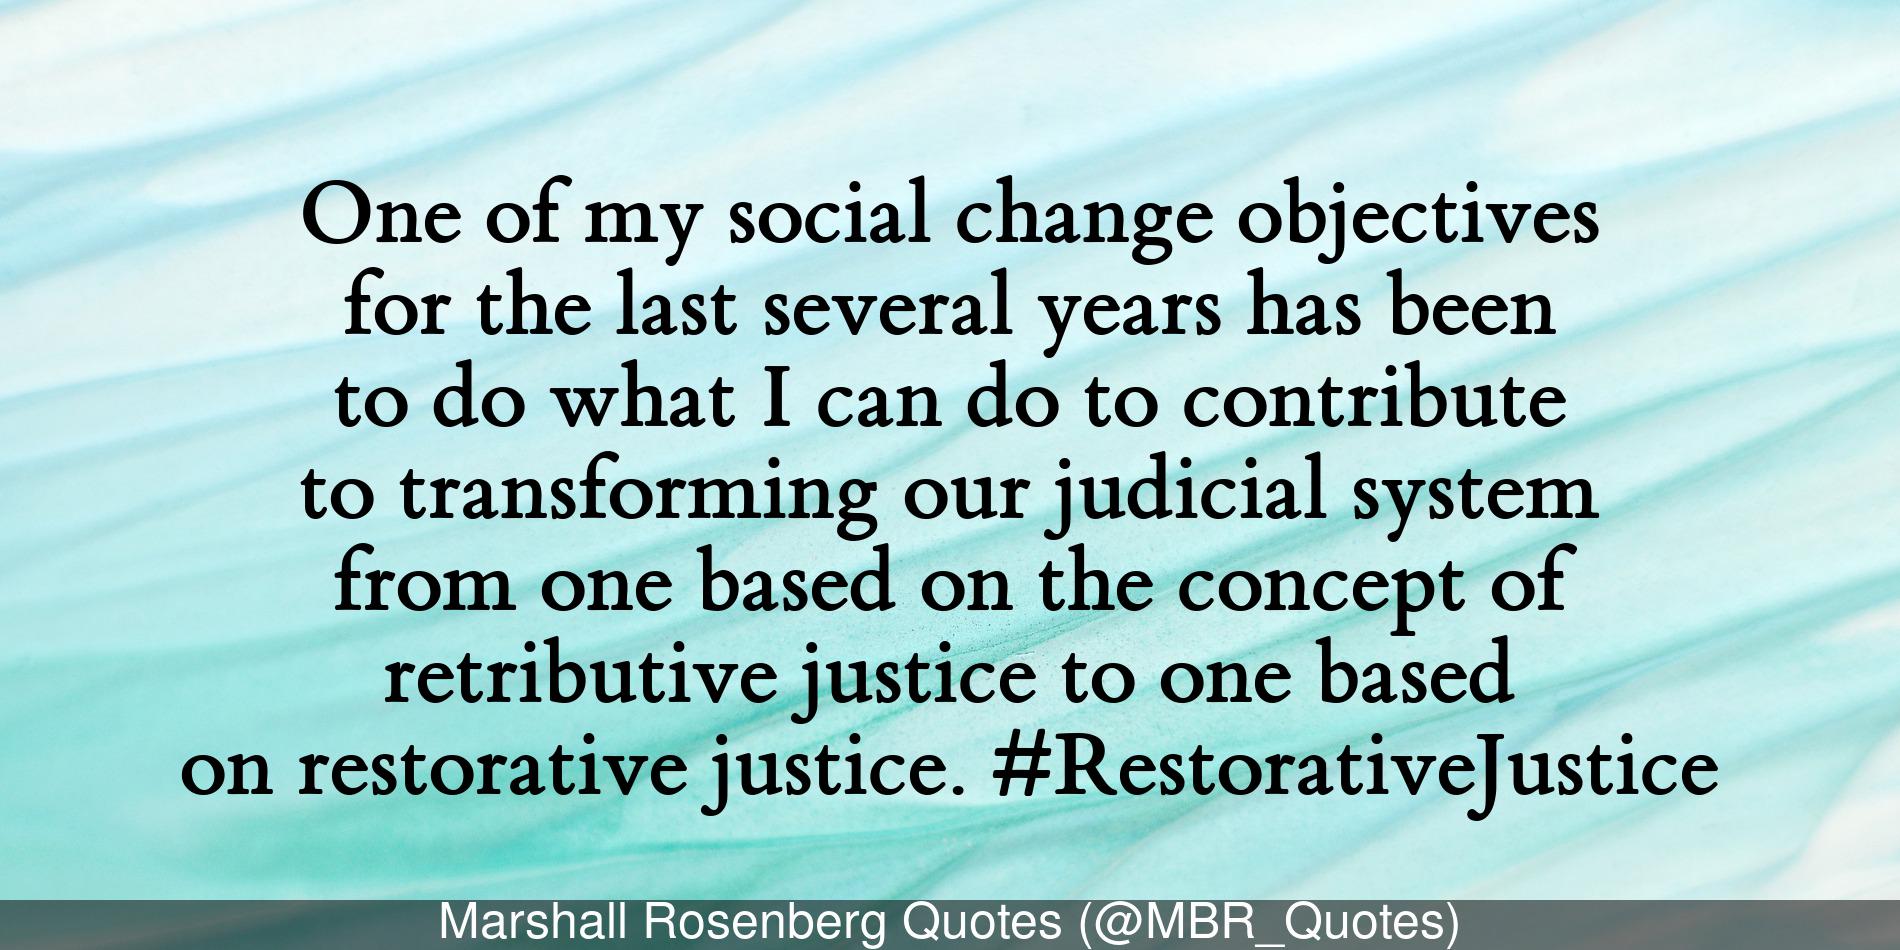 One of my social change objectives
for the last several years has been
to do what I can do to contribute
to transforming our judicial system
from one based on the concept of
retributive justice to one based
on restorative justice. #RestorativeJustice
Marshall Rosenberg Quotes (@MBR_Quotes)